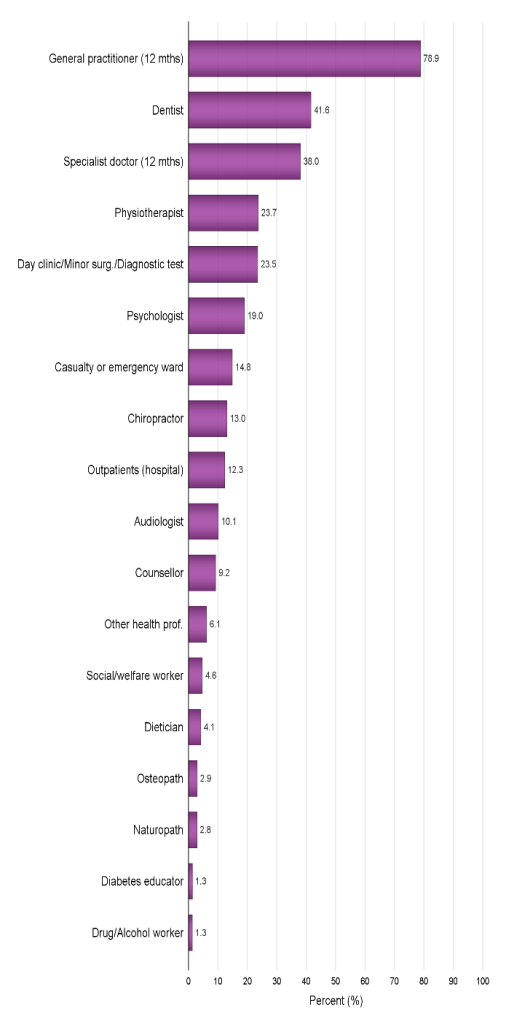 General practitioner (12 mths) 78.9
Dentist 41.6
Specialist doctor (12 mths) 38.0
Physiotherapist 23.7
Day clinic/Minor surg./Diagnostic test 23.5
Psychologist 19.0
Casualty or emergency ward 14.8
Chiropractor 13.0
Outpatients (hospital) 12.3
Audiologist 10.1
Counsellor 9.2
Other health prof. 6.1
Social/welfare worker 4.6
Dietician 4.1
Osteopath 2.9
Naturopath 2.8
Diabetes educator 1.3
Drug/Alcohol worker 1.3
0 10 20 30 40 50 60 70 80 90 100
Percent (%)